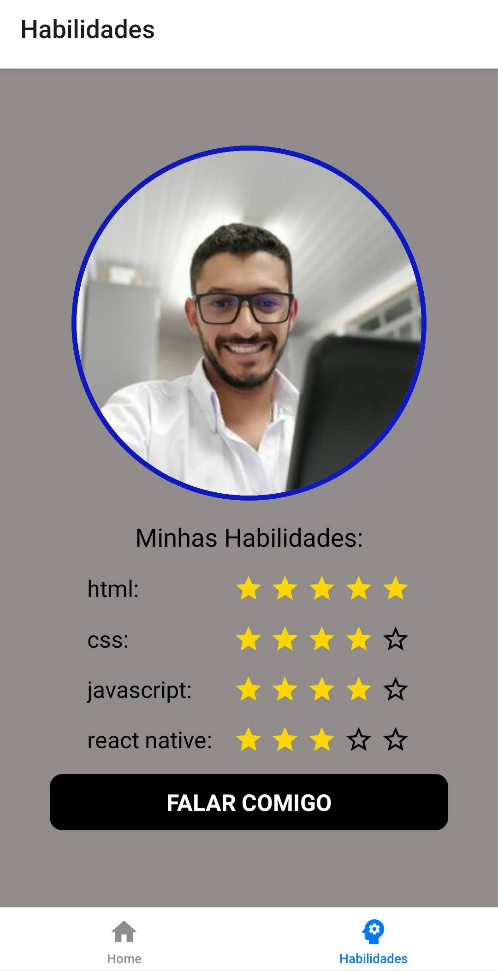 Habilidades
Minhas Habilidades:
html:
css:
javascript:
react native:
FALAR COMIGO
Home
Habilidades